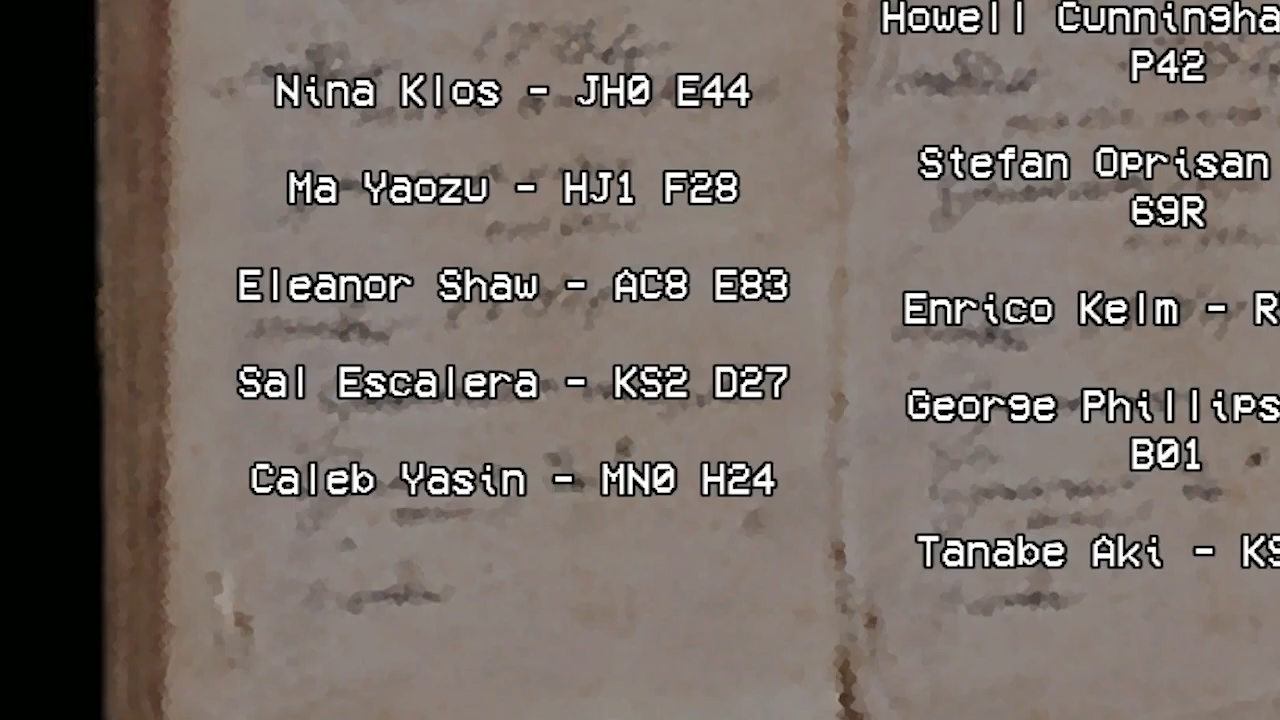 Nina Klos - JH0 E44
Ma Yaozu - HJ1 F28
Eleanor Shaw - AC8 E83
Sal Escalera - KS2 D27
Caleb Yasin - MN0 H24
Howell
P42
Stefan Oprisan
69R
Enrico Kelm -
George Phillips
B01
Tanabe Aki -